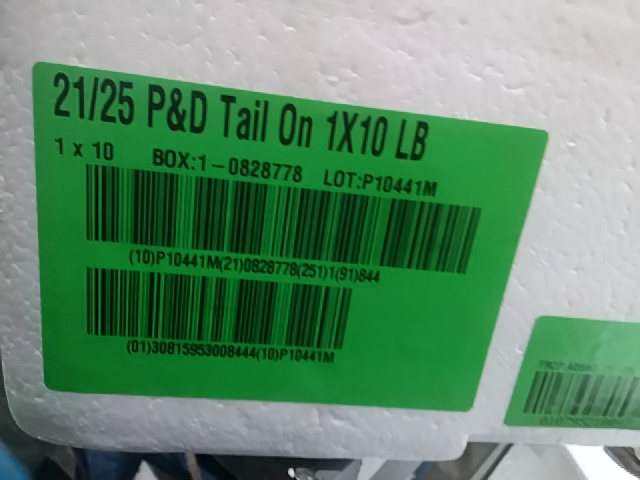 21/25 P&D Tail On 1X10 LB
1 x 10 BOX:1-0828778 LOT:P10441M
(10)P10441M(21)0828778(251)1(91)844
(01)30815953008444(10)P10441M